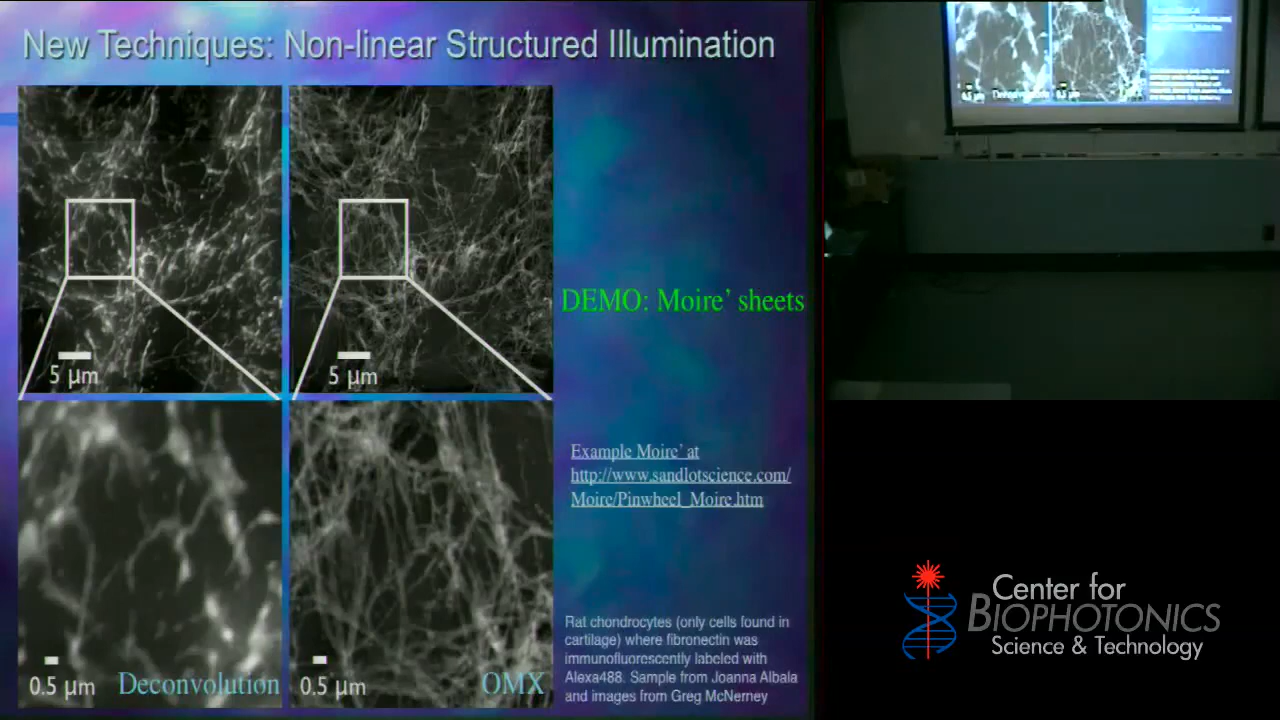 New Techniques: Non-linear Structured Illumination
5 μm
5 μm
DEMO: Moire' sheets
Example Moire' at
http://www.sandlotscience.com/
Moire/Pinwheel_Moire.htm
0.5 μm
Deconvolution
0.5 μm
OMX
Rat chondrocytes (only cells found in
cartilage) where fibronectin was
immunofluorescently labeled with
Alexa488. Sample from Joanna Albala
and images from Greg McNerney
Center for
BIOPHOTONICS
Science & Technology